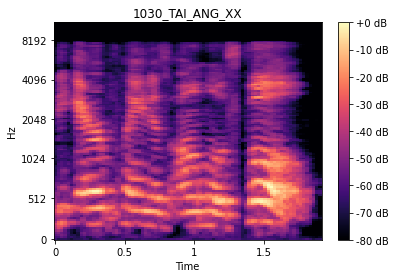 1030_TAI_ANG_XX
+0 dB
8192
-10 dB
-20 dB
4096
-30 dB
2048
-40 dB
Hz
1024
-50 dB
512
-60 dB
-70 dB
0
-80 dB
0
0.5
1
1.5
Time